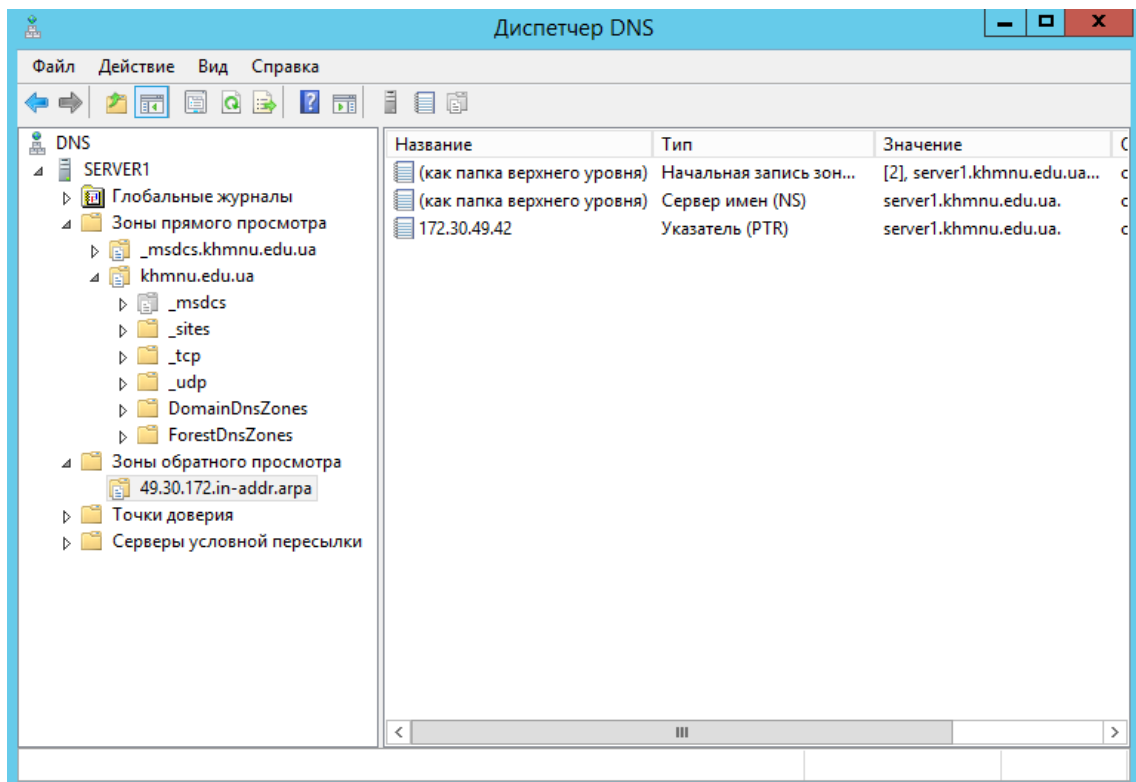 Диспетчер DNS
Файл Действие Вид Справка
DNS
SERVER1
Глобальные журналы
Зоны прямого просмотра
_msdcs.khmnu.edu.ua
khmnu.edu.ua
_msdcs
_sites
_tcp
_udp
DomainDnsZones
ForestDnsZones
Зоны обратного просмотра
49.30.172.in-addr.arpa
Точки доверия
Серверы условной пересылки
Название Тип Значение
(как папка верхнего уровня) Начальная запись зон... [2], server1.khmnu.edu.ua...
(как папка верхнего уровня) Сервер имен (NS) server1.khmnu.edu.ua.
172.30.49.42 Указатель (PTR) server1.khmnu.edu.ua.